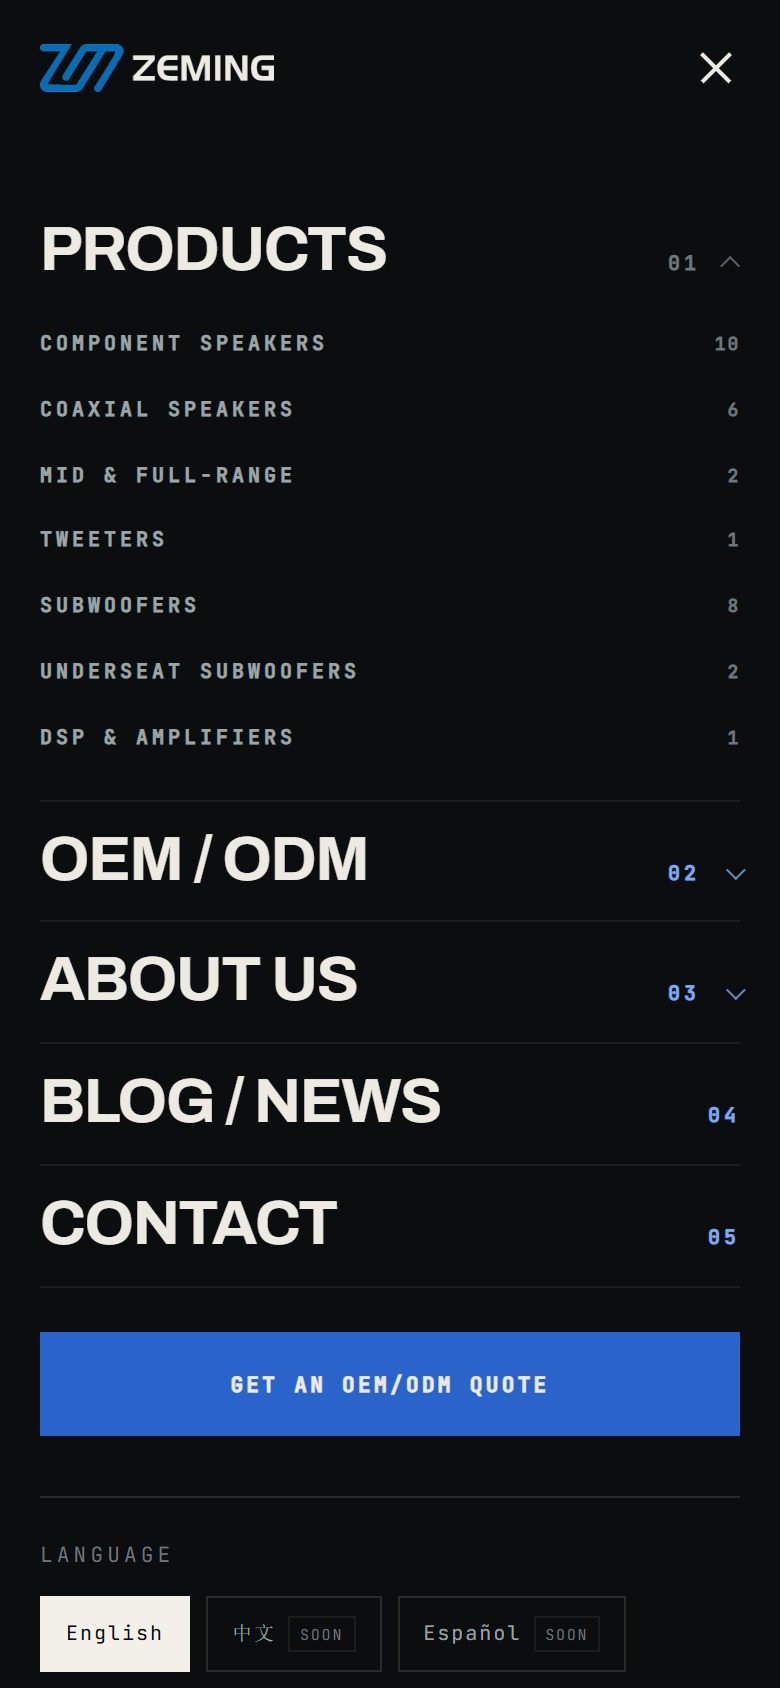 ZEMING
PRODUCTS 01
COMPONENT SPEAKERS 10
COAXIAL SPEAKERS 6
MID & FULL-RANGE 2
TWEETERS 1
SUBWOOFERS 8
UNDERSEAT SUBWOOFERS 2
DSP & AMPLIFIERS 1
OEM / ODM 02
ABOUT US 03
BLOG / NEWS 04
CONTACT 05
GET AN OEM/ODM QUOTE
LANGUAGE
English 中文 SOON Español SOON